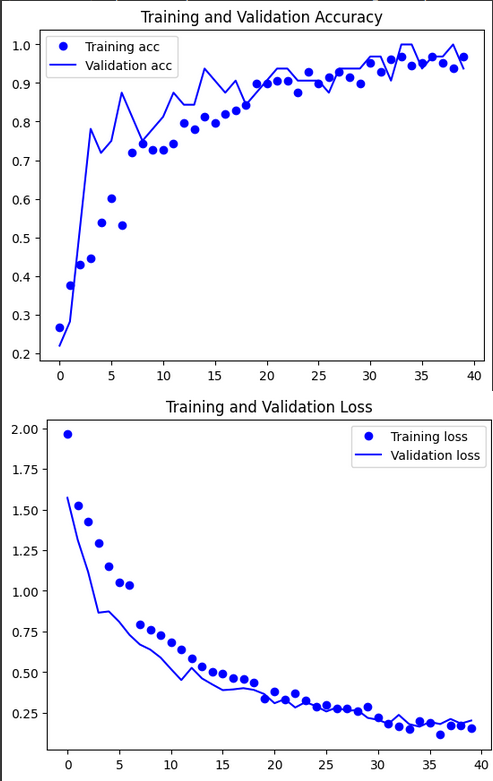 Training and Validation Accuracy
Training acc
Validation acc
1.0
0.9
0.8
0.7
0.6
0.5
0.4
0.3
0.2
0 5 10 15 20 25 30 35 40
Training and Validation Loss
Training loss
Validation loss
2.00
1.75
1.50
1.25
1.00
0.75
0.50
0.25
0 5 10 15 20 25 30 35 40